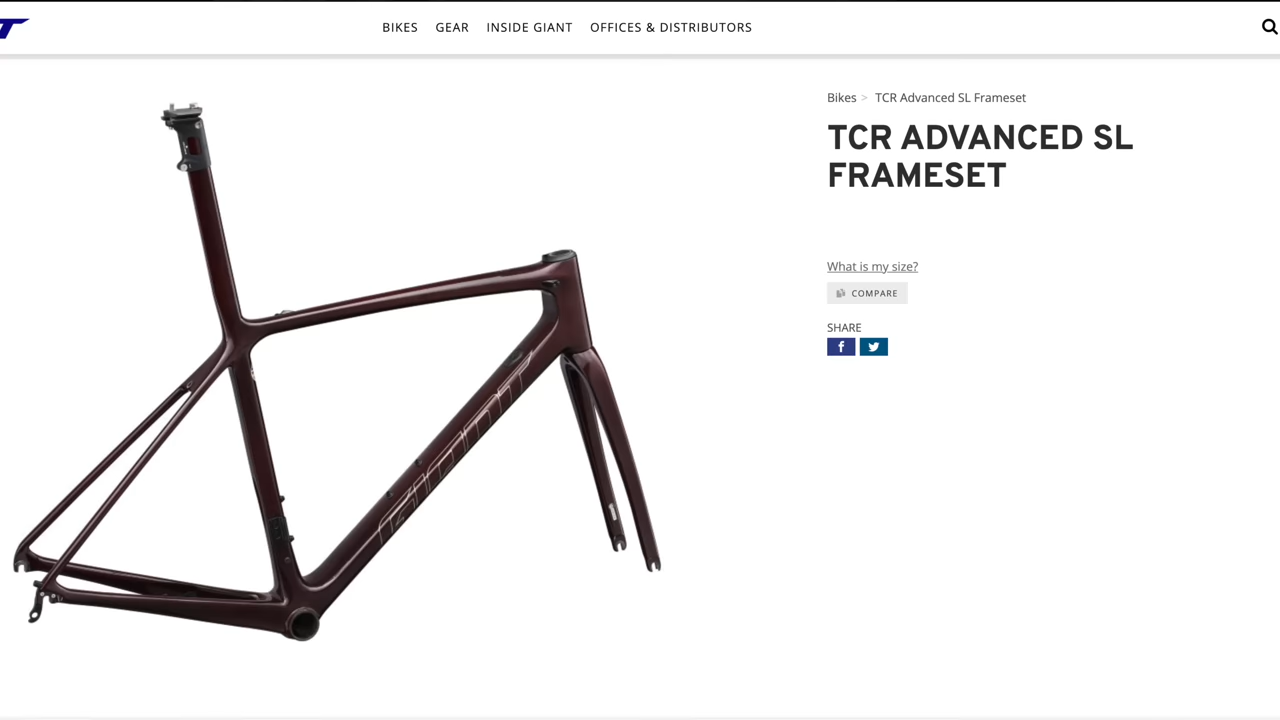 BIKES GEAR INSIDE GIANT OFFICES & DISTRIBUTORS
Bikes > TCR Advanced SL Frameset
TCR ADVANCED SL
FRAMESET
What is my size?
COMPARE
SHARE
GIANT